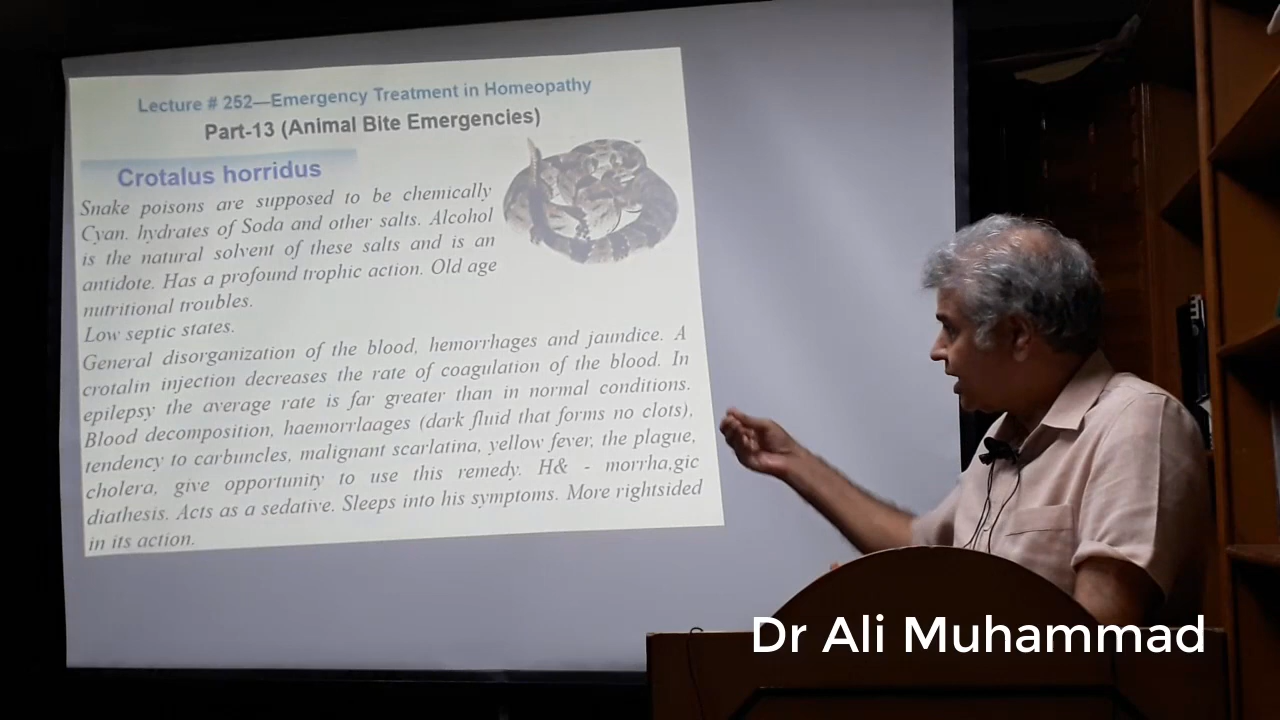 Lecture # 252—Emergency Treatment in Homeopathy
Part-13 (Animal Bite Emergencies)
Crotalus horridus
Snake poisons are supposed to be chemically
Cyan. hydrates of Soda and other salts. Alcohol
is the natural solvent of these salts and is an
antidote. Has a profound trophic action. Old age
nutritional troubles.
Low septic states.
General disorganization of the blood, hemorrhages and jaundice. A
crotalin injection decreases the rate of coagulation of the blood. In
epilepsy the average rate is far greater than in normal conditions.
Blood decomposition, haemorrlaages (dark fluid that forms no clots),
tendency to carbuncles, malignant scarlatina, yellow fever, the plague,
cholera, give opportunity to use this remedy. H& - morrha,gic
diathesis. Acts as a sedative. Sleeps into his symptoms. More rightsided
in its action.
Dr Ali Muhammad